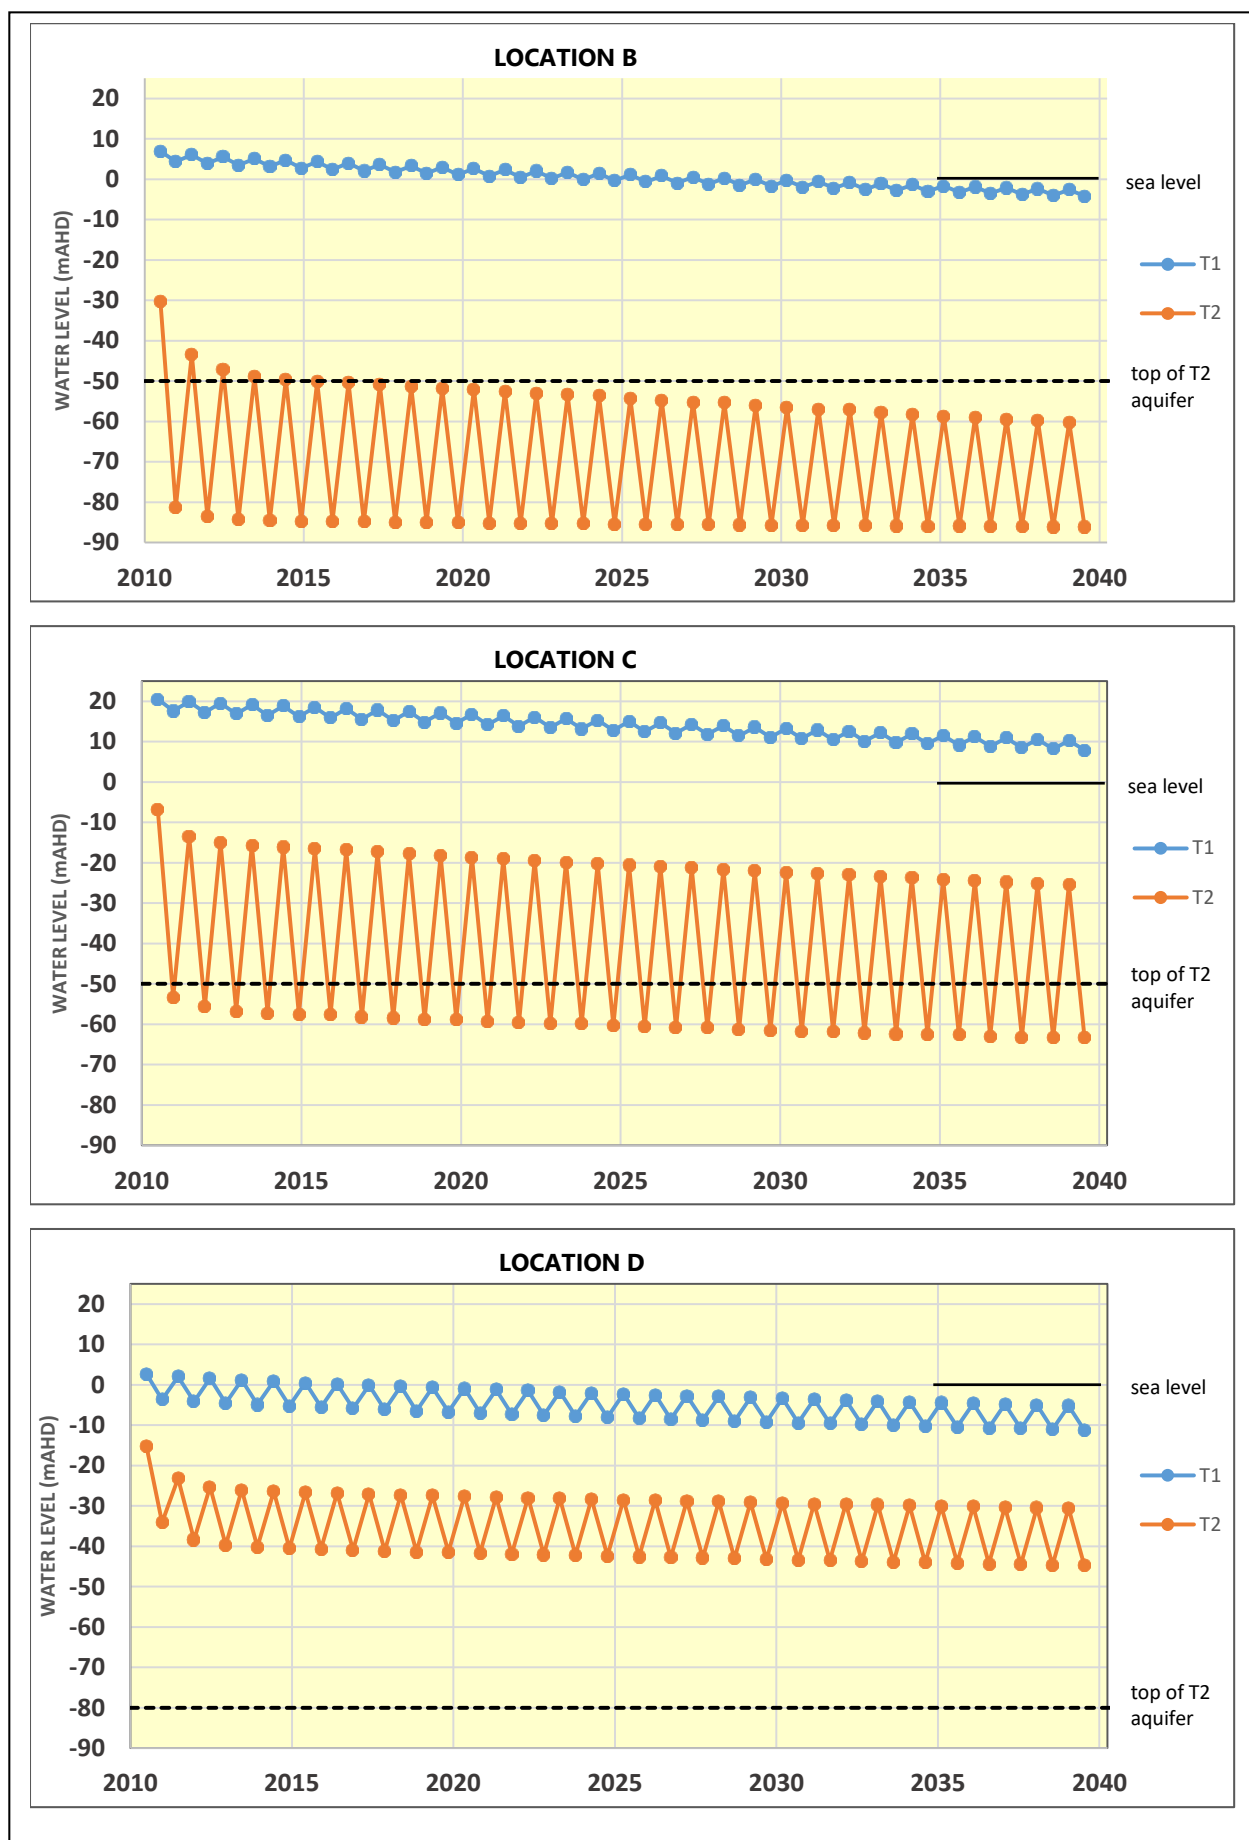 LOCATION B
WATER LEVEL (mAHD)
20
10
0
-10
-20
-30
-40
-50
-60
-70
-80
-90
2010 2015 2020 2025 2030 2035 2040
sea level
T1
T2
top of T2
aquifer
LOCATION C
WATER LEVEL (mAHD)
20
10
0
-10
-20
-30
-40
-50
-60
-70
-80
-90
2010 2015 2020 2025 2030 2035 2040
sea level
T1
T2
top of T2
aquifer
LOCATION D
WATER LEVEL (mAHD)
20
10
0
-10
-20
-30
-40
-50
-60
-70
-80
-90
2010 2015 2020 2025 2030 2035 2040
sea level
T1
T2
top of T2
aquifer